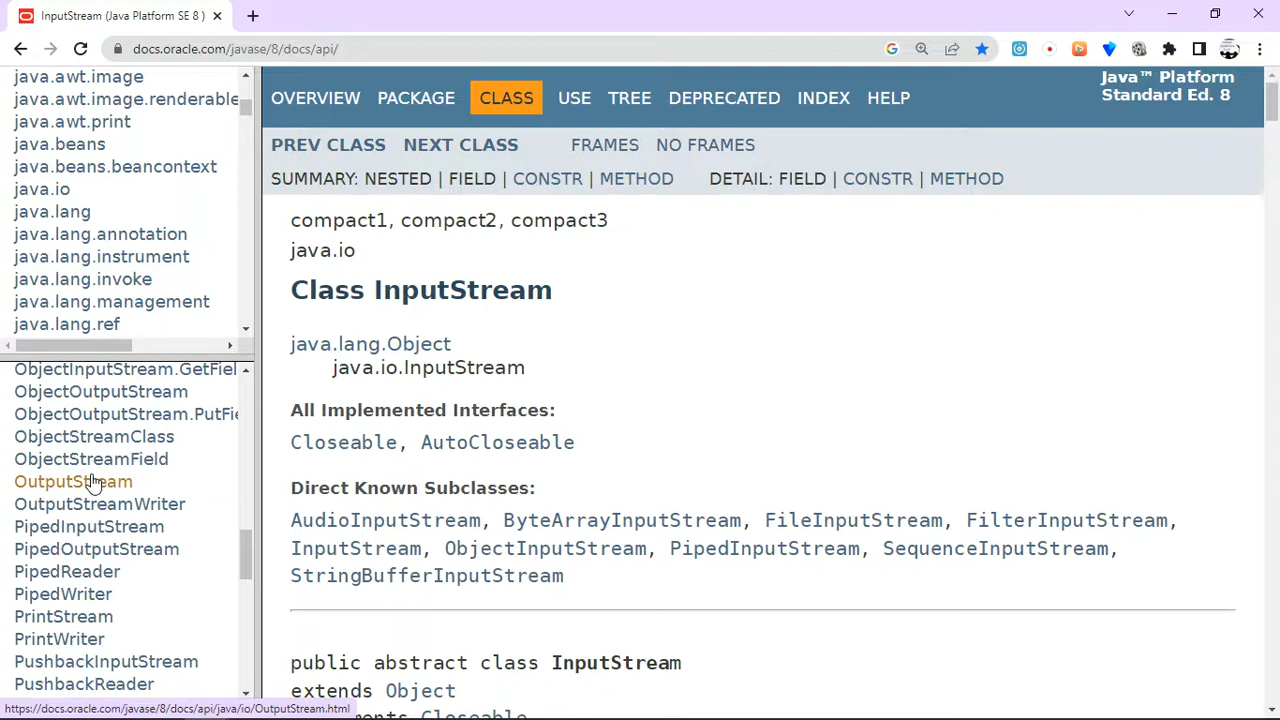 InputStream (Java Platform SE 8 )
docs.oracle.com/javase/8/docs/api/
java.awt.image
java.awt.image.renderable
java.awt.print
java.beans
java.beans.beancontext
java.io
java.lang
java.lang.annotation
java.lang.instrument
java.lang.invoke
java.lang.management
java.lang.ref
ObjectInputStream.GetFiel
ObjectOutputStream
ObjectOutputStream.PutFie
ObjectStreamClass
ObjectStreamField
OutputStream
OutputStreamWriter
PipedInputStream
PipedOutputStream
PipedReader
PipedWriter
PrintStream
PrintWriter
PushbackInputStream
PushbackReader
https://docs.oracle.com/javase/8/docs/api/java/io/OutputStream.html
OVERVIEW PACKAGE CLASS USE TREE DEPRECATED INDEX HELP
Java™ Platform
Standard Ed. 8
PREV CLASS NEXT CLASS FRAMES NO FRAMES
SUMMARY: NESTED | FIELD | CONSTR | METHOD DETAIL: FIELD | CONSTR | METHOD
compact1, compact2, compact3
java.io
Class InputStream
java.lang.Object
java.io.InputStream
All Implemented Interfaces:
Closeable, AutoCloseable
Direct Known Subclasses:
AudioInputStream, ByteArrayInputStream, FileInputStream, FilterInputStream,
InputStream, ObjectInputStream, PipedInputStream, SequenceInputStream,
StringBufferInputStream
public abstract class InputStream
extends Object
ments Closeable